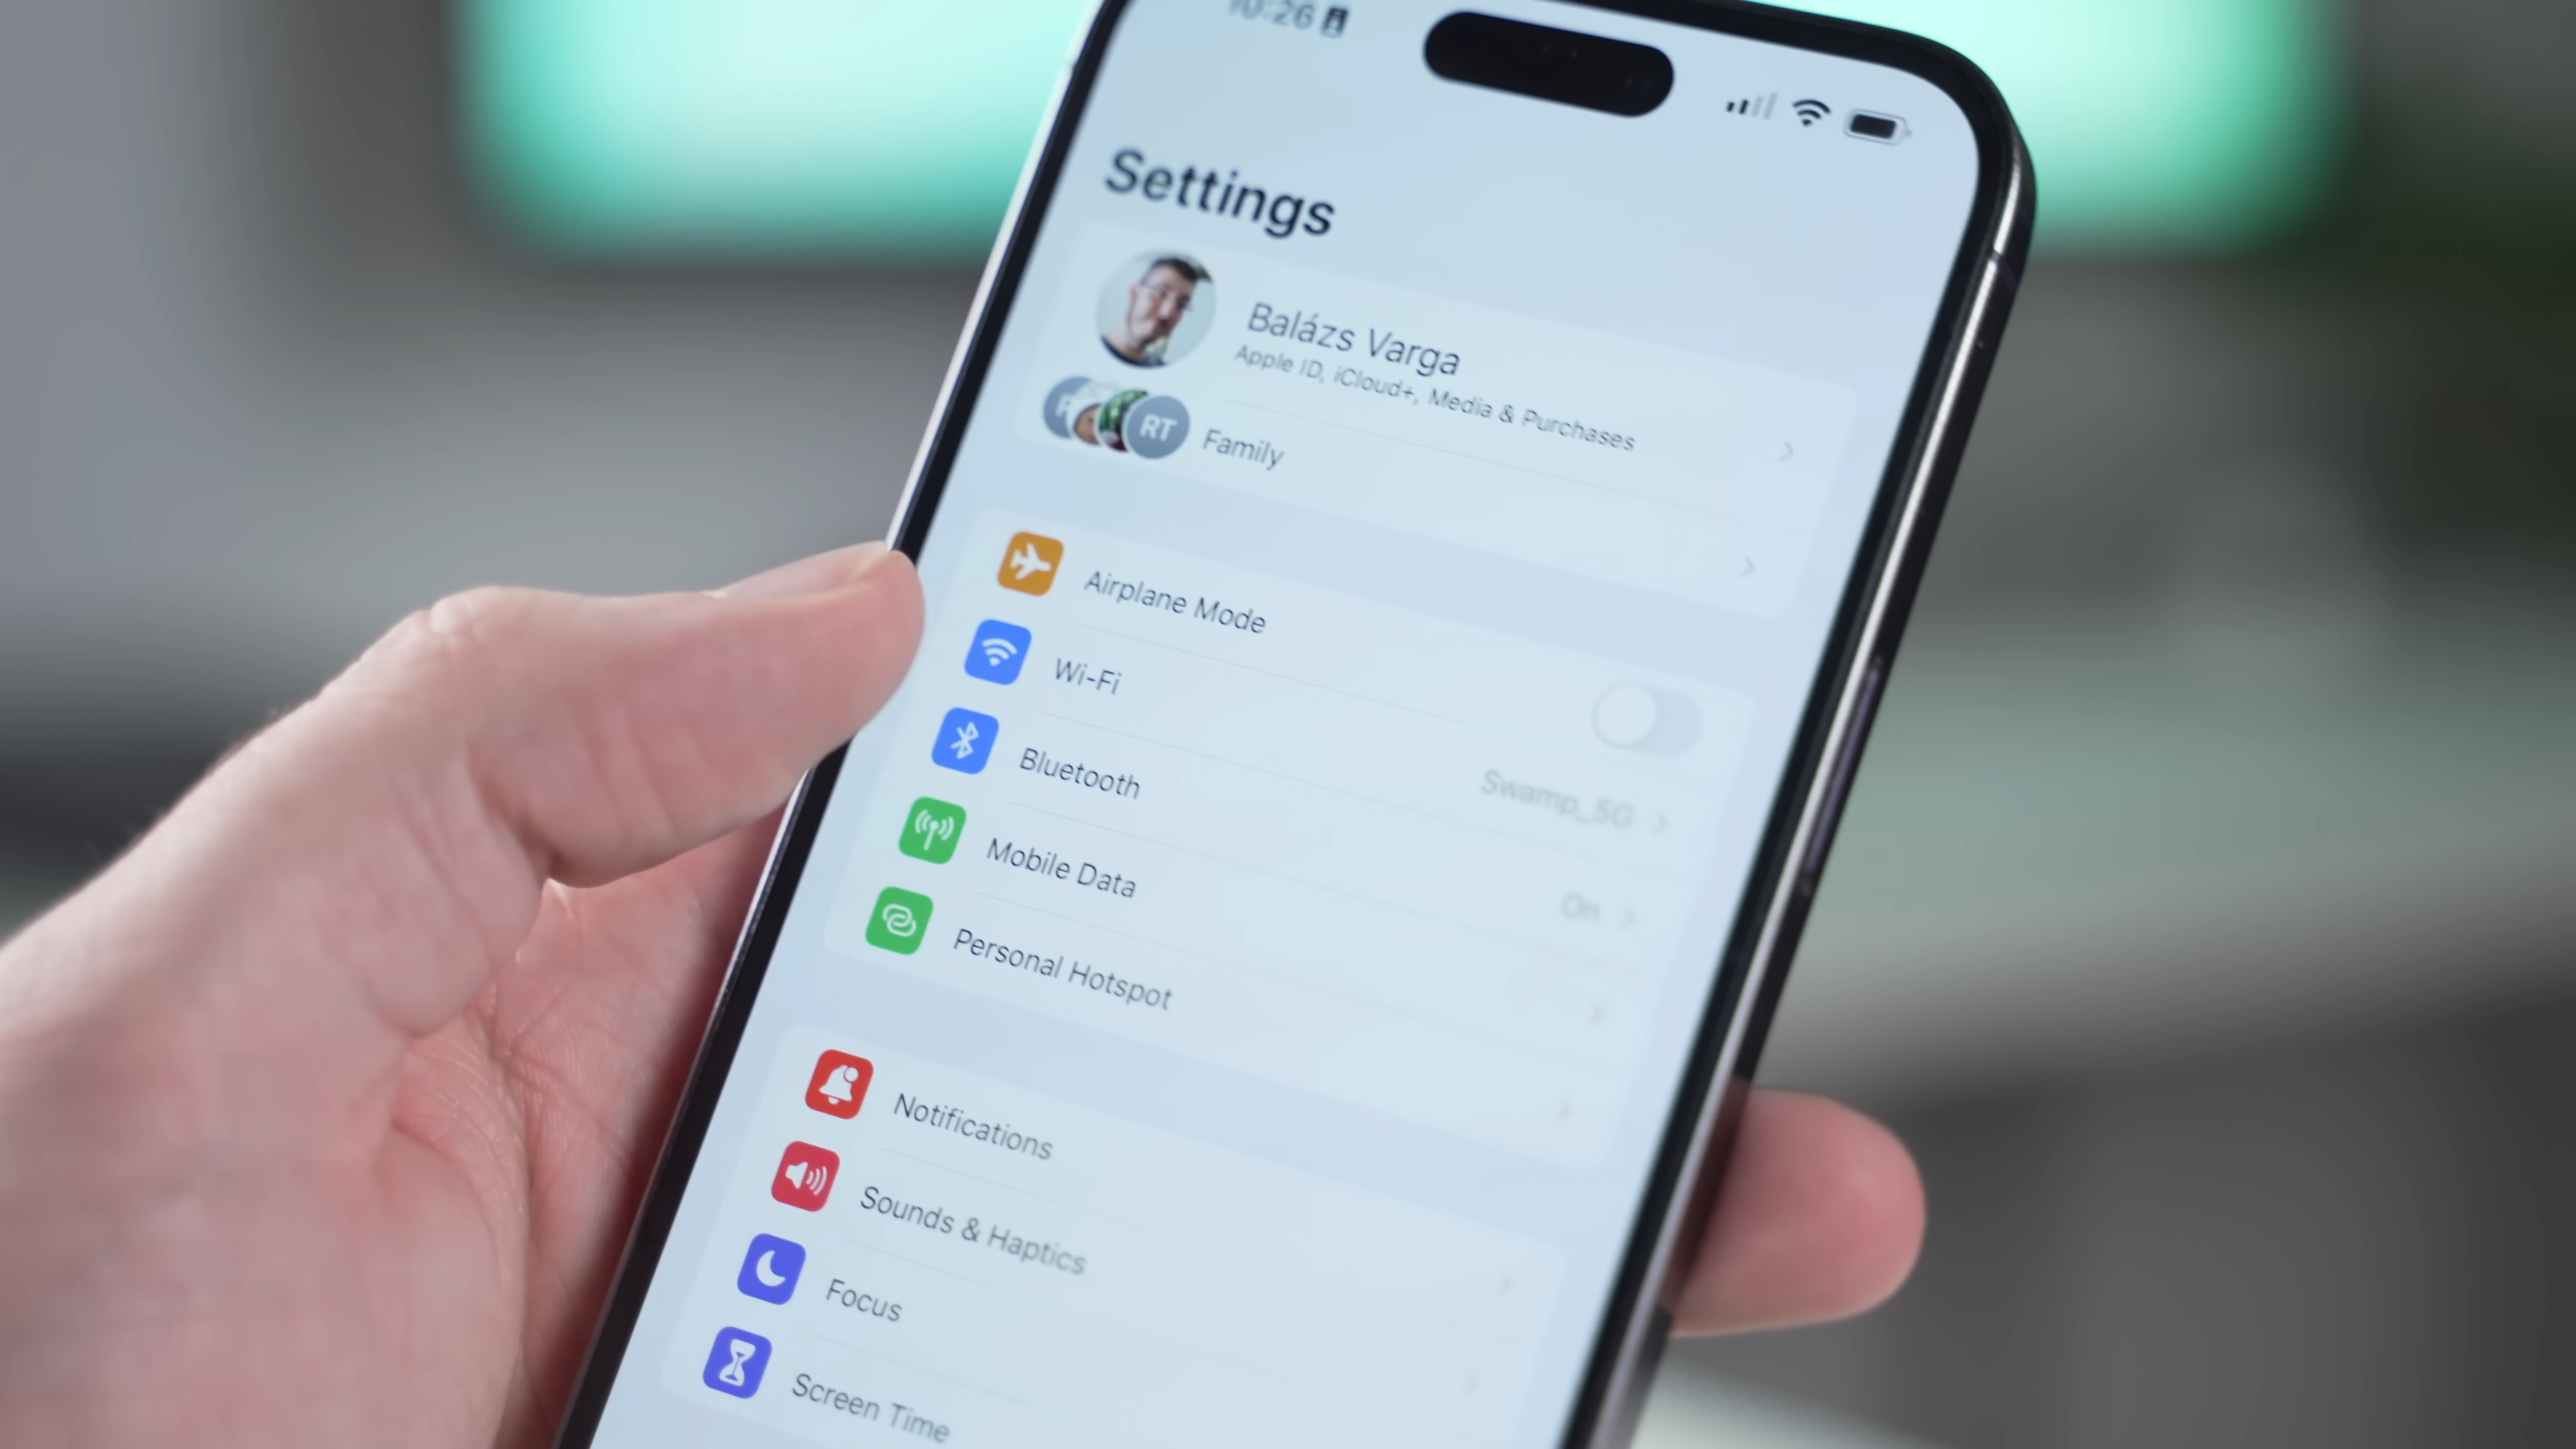 10:26
Settings
Balázs Varga
Apple ID, iCloud+, Media & Purchases
RT
Family
Airplane Mode
Wi-Fi
Swamp_5G
Bluetooth
On
Mobile Data
Personal Hotspot
Notifications
Sounds & Haptics
Focus
Screen Time